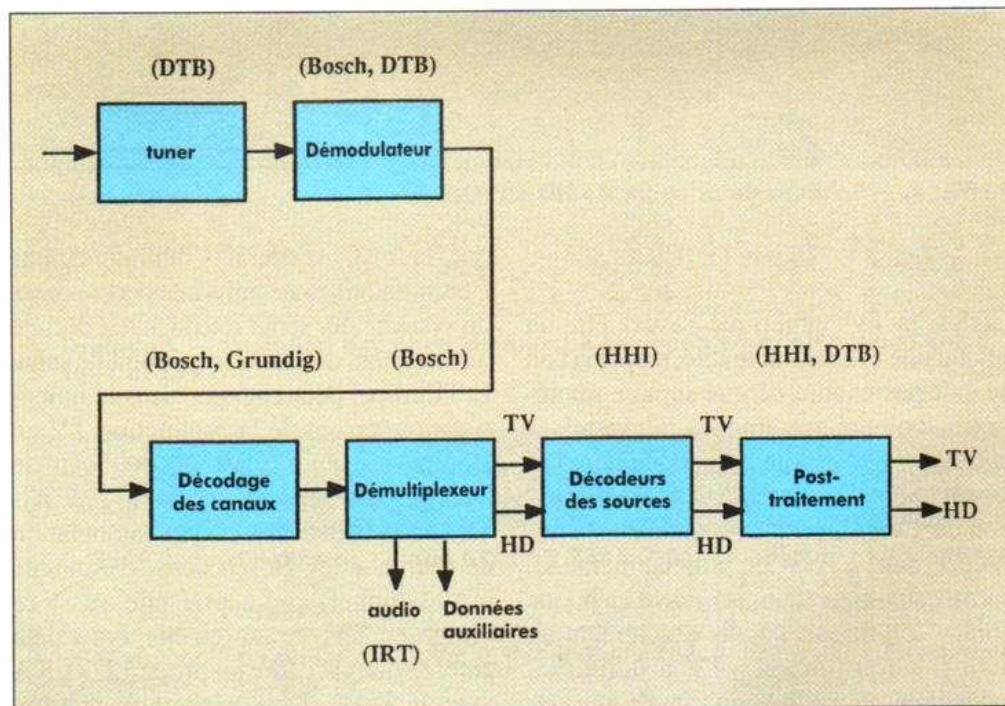 (DTB)
(Bosch, DTB)
tuner
Démodulateur
(Bosch, Grundig)
(Bosch)
(HHI)
(HHI, DTB)
Décodage
des canaux
Démultiplexeur
TV
HD
Décodeurs
des sources
TV
HD
Post-
traitement
TV
HD
audio
Données
auxiliaires
(IRT)